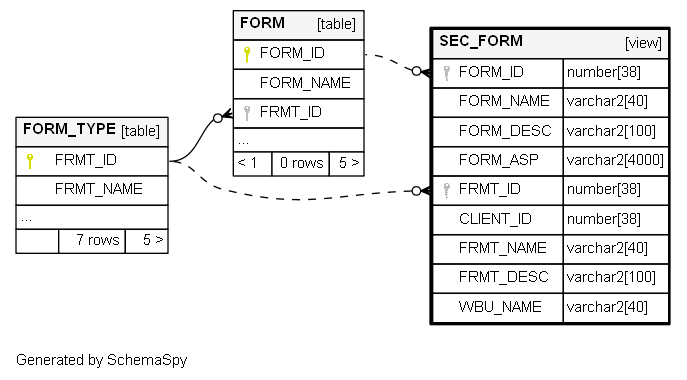 FORM [table]
FORM_ID
FORM_NAME
FRMT_ID
...
< 1 0 rows 5 >
SEC_FORM [view]
FORM_ID number[38]
FORM_NAME varchar2[40]
FORM_DESC varchar2[100]
FORM_ASP varchar2[4000]
FRMT_ID number[38]
CLIENT_ID number[38]
FRMT_NAME varchar2[40]
FRMT_DESC varchar2[100]
WBU_NAME varchar2[40]
FORM_TYPE [table]
FRMT_ID
FRMT_NAME
...
7 rows 5 >
Generated by SchemaSpy